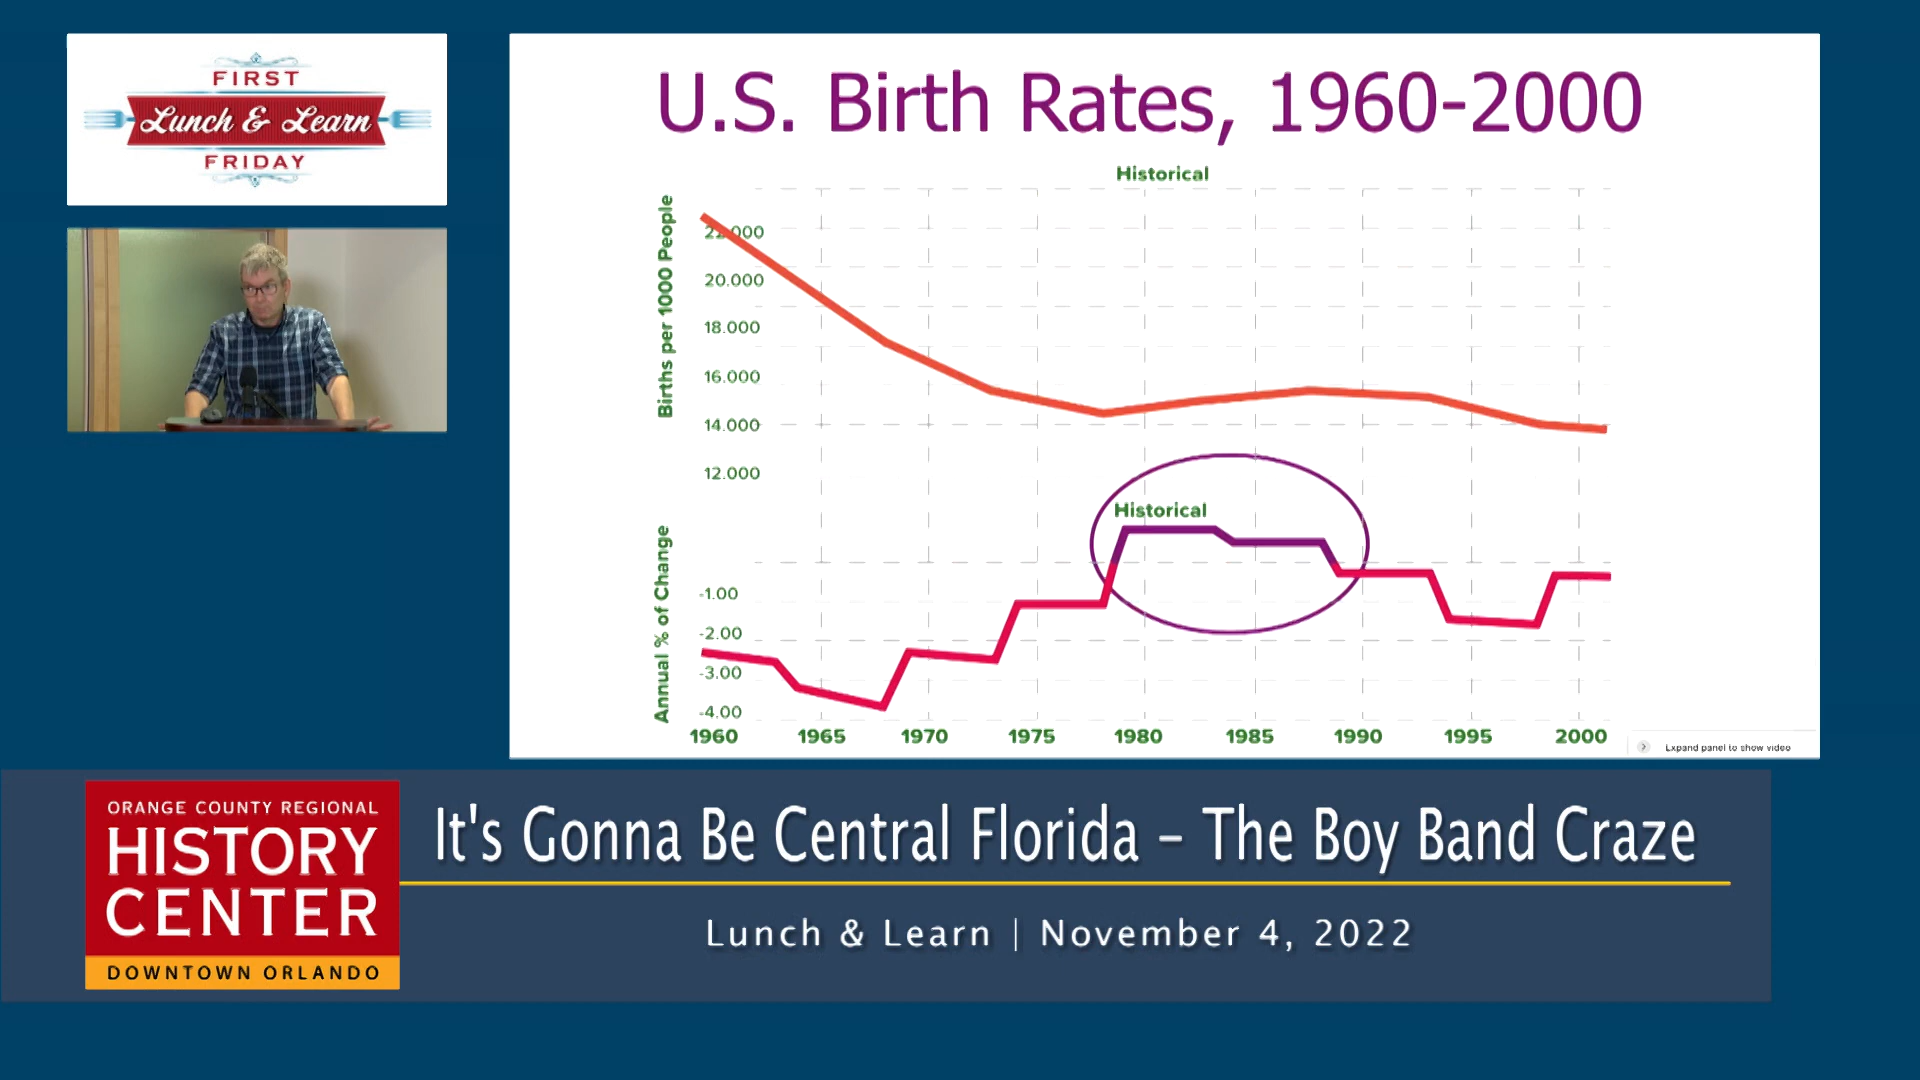 FIRST
Lunch & Learn
FRIDAY
U.S. Birth Rates, 1960-2000
Historical
Births per 1000 People
22.000
20.000
18.000
16.000
14.000
12.000
Historical
Annual % of Change
-1.00
-2.00
-3.00
-4.00
1960 1965 1970 1975 1980 1985 1990 1995 2000
Expand panel to show video
ORANGE COUNTY REGIONAL
HISTORY
CENTER
DOWNTOWN ORLANDO
It's Gonna Be Central Florida – The Boy Band Craze
Lunch & Learn | November 4, 2022